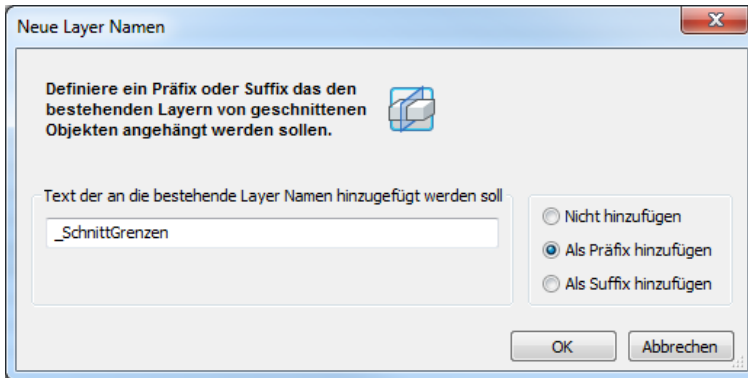 Neue Layer Namen
Definiere ein Präfix oder Suffix das den
bestehenden Layern von geschnittenen
Objekten angehängt werden sollen.
Text der an die bestehende Layer Namen hinzugefügt werden soll
_SchnittGrenzen
Nicht hinzufügen
Als Präfix hinzufügen
Als Suffix hinzufügen
OK
Abbrechen